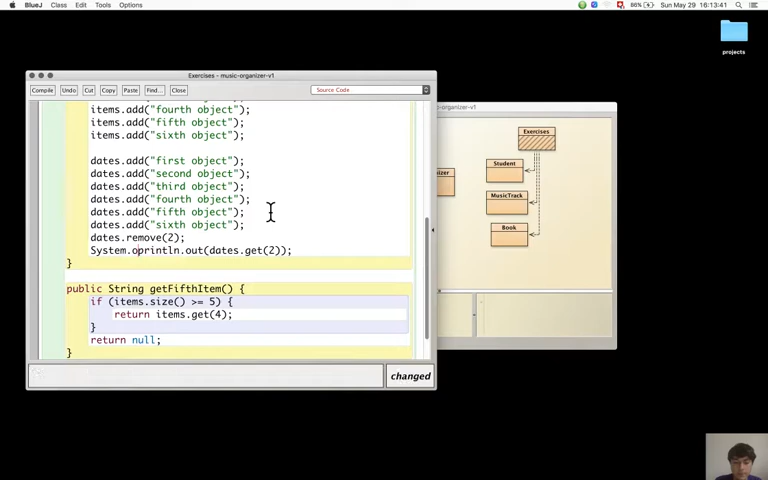 BlueJ Class Edit Tools Options
86% Sun May 29 16:13:41
projects
Exercises - music-organizer-v1
Compile Undo Cut Copy Paste Find... Close Source Code
items.add("fourth object");
items.add("fifth object");
items.add("sixth object");
dates.add("first object");
dates.add("second object");
dates.add("third object");
dates.add("fourth object");
dates.add("fifth object");
dates.add("sixth object");
dates.remove(2);
System.oprintln.out(dates.get(2));
}
public String getFifthItem() {
if (items.size() >= 5) {
return items.get(4);
}
return null;
}
changed
Exercises
Student
MusicTrack
Book